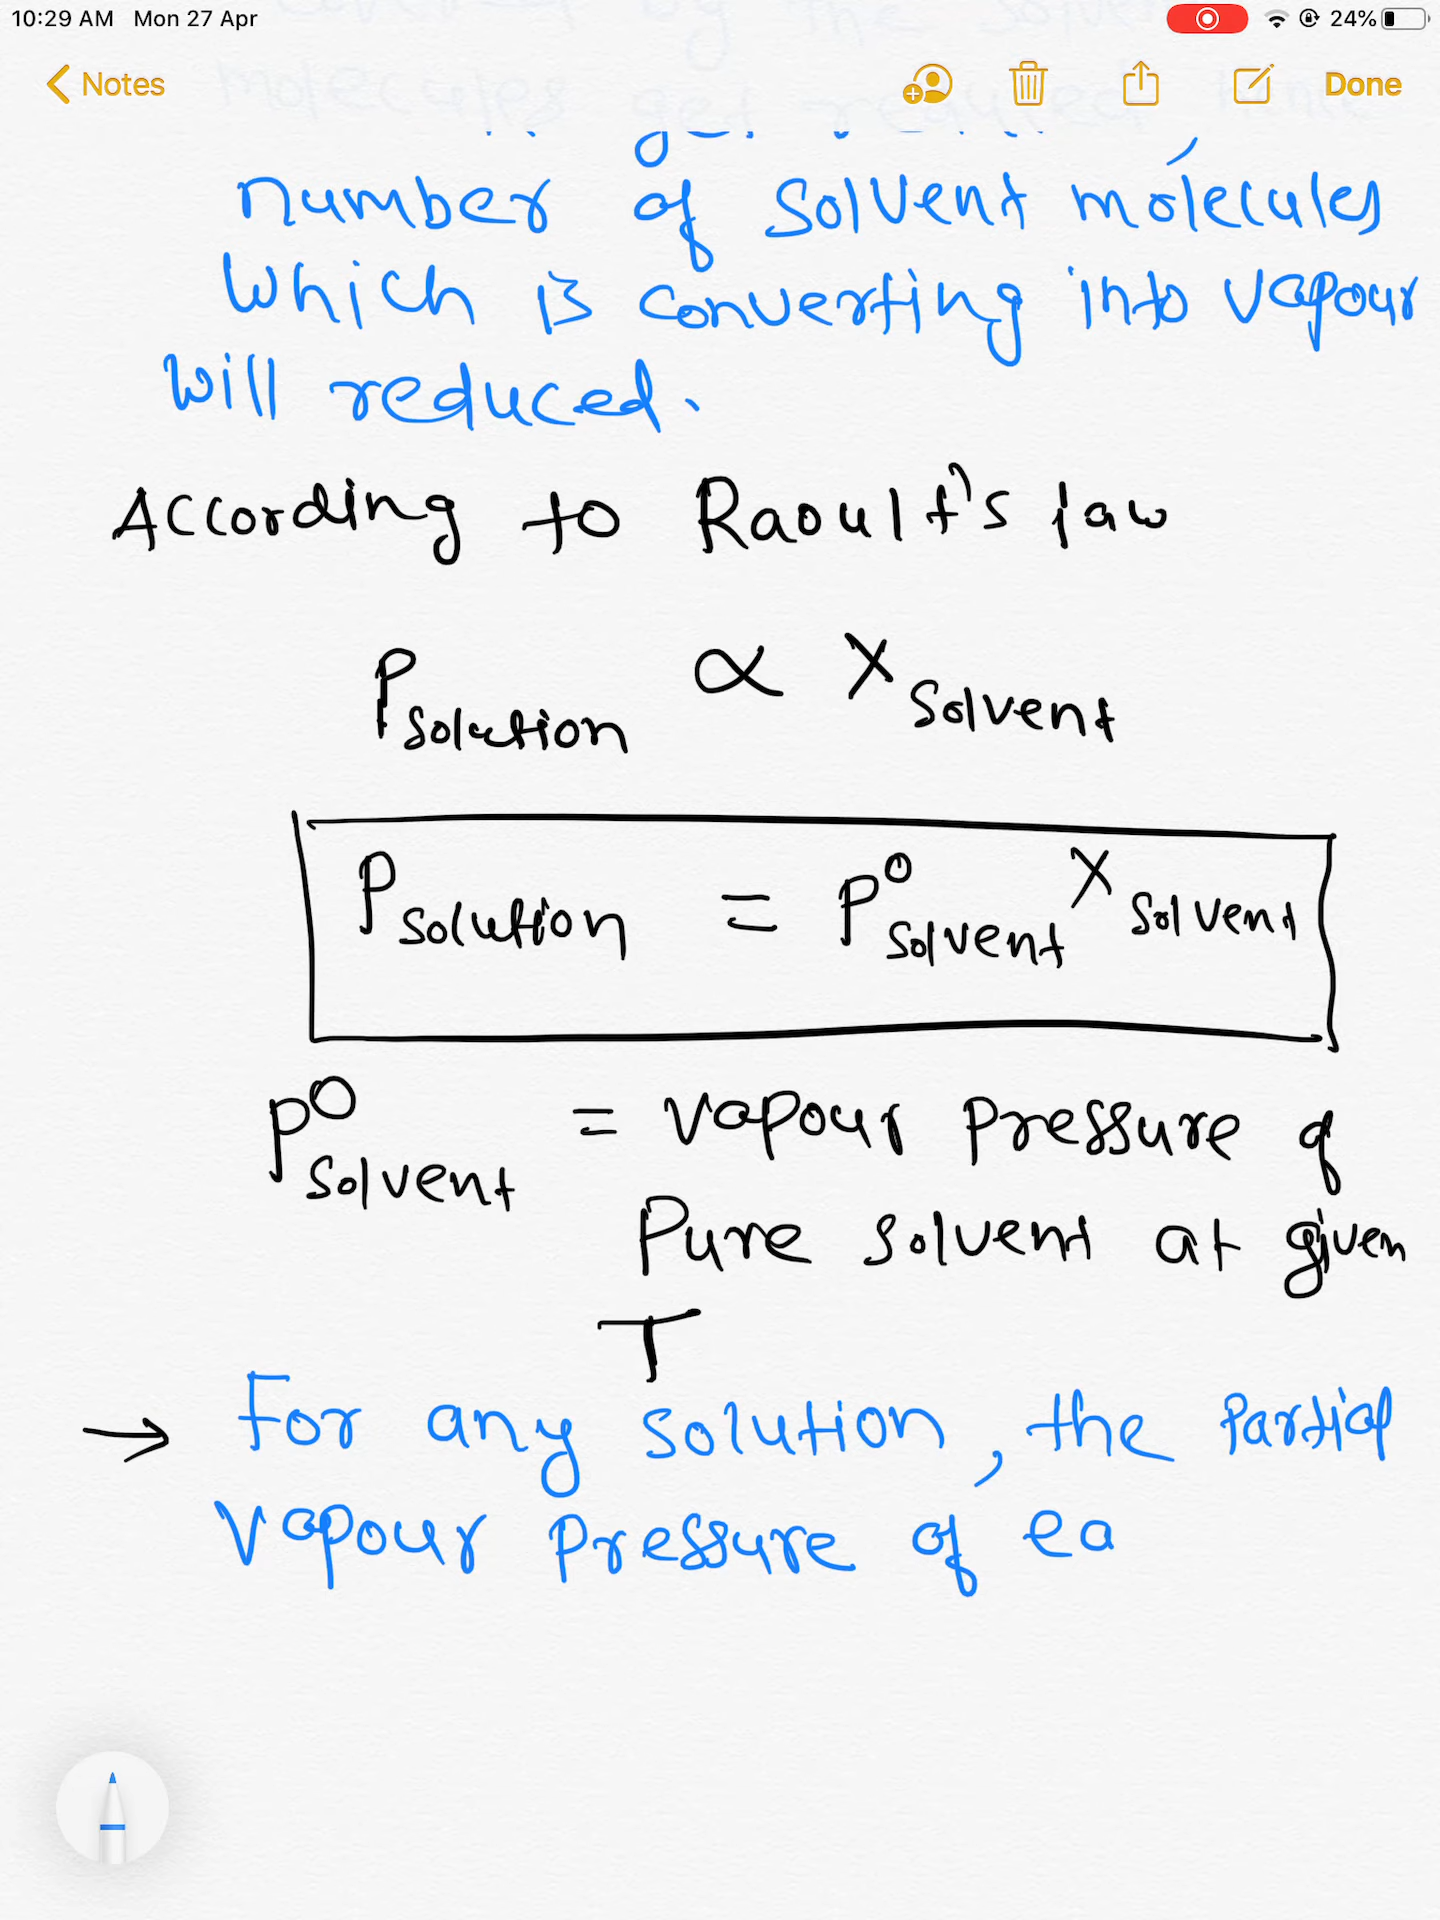 10:29 AM Mon 27 Apr 24%
Notes Done
number of solvent molecules
which is converting into vapour
will reduced.
According to Raoult's law
P solution ∝ X solvent
P solution = P⁰ solvent X solvent
P⁰ solvent = vapour pressure of
Pure solvent at given
T
→ For any solution, the Partial
vapour pressure of ea